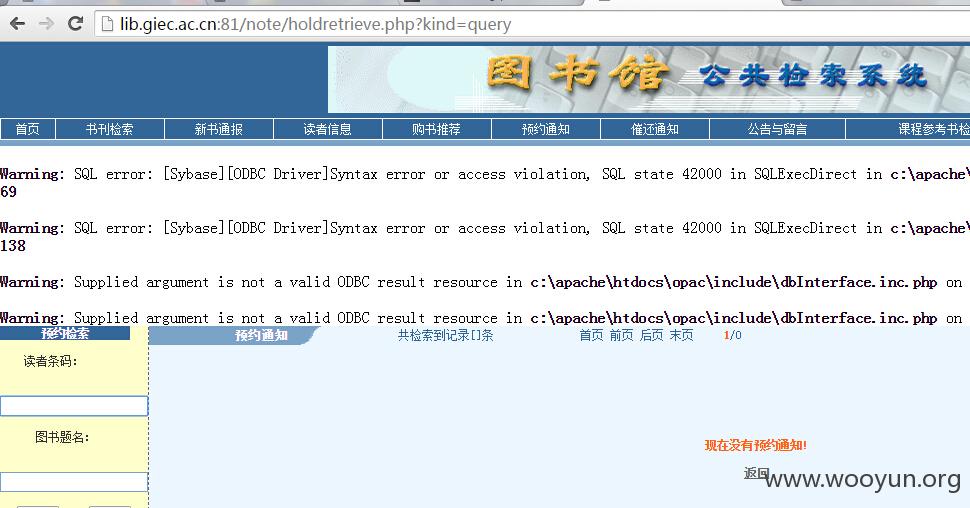 lib.giec.ac.cn:81/note/holdretrieve.php?kind=query
图书馆 公共检索系统
首页 书刊检索 新书通报 读者信息 购书推荐 预约通知 催还通知 公告与留言 课程参考书检
Warning: SQL error: [Sybase][ODBC Driver]Syntax error or access violation, SQL state 42000 in SQLExecDirect in c:\apache\
69
Warning: SQL error: [Sybase][ODBC Driver]Syntax error or access violation, SQL state 42000 in SQLExecDirect in c:\apache\
138
Warning: Supplied argument is not a valid ODBC result resource in c:\apache\htdocs\opac\include\dbInterface.inc.php on
Warning: Supplied argument is not a valid ODBC result resource in c:\apache\htdocs\opac\include\dbInterface.inc.php on
预约检索 预约通知 共检索到记录[]条 首页 前页 后页 末页 1/0
读者条码:
图书题名:
现在没有预约通知!
返回
www.wooyun.org